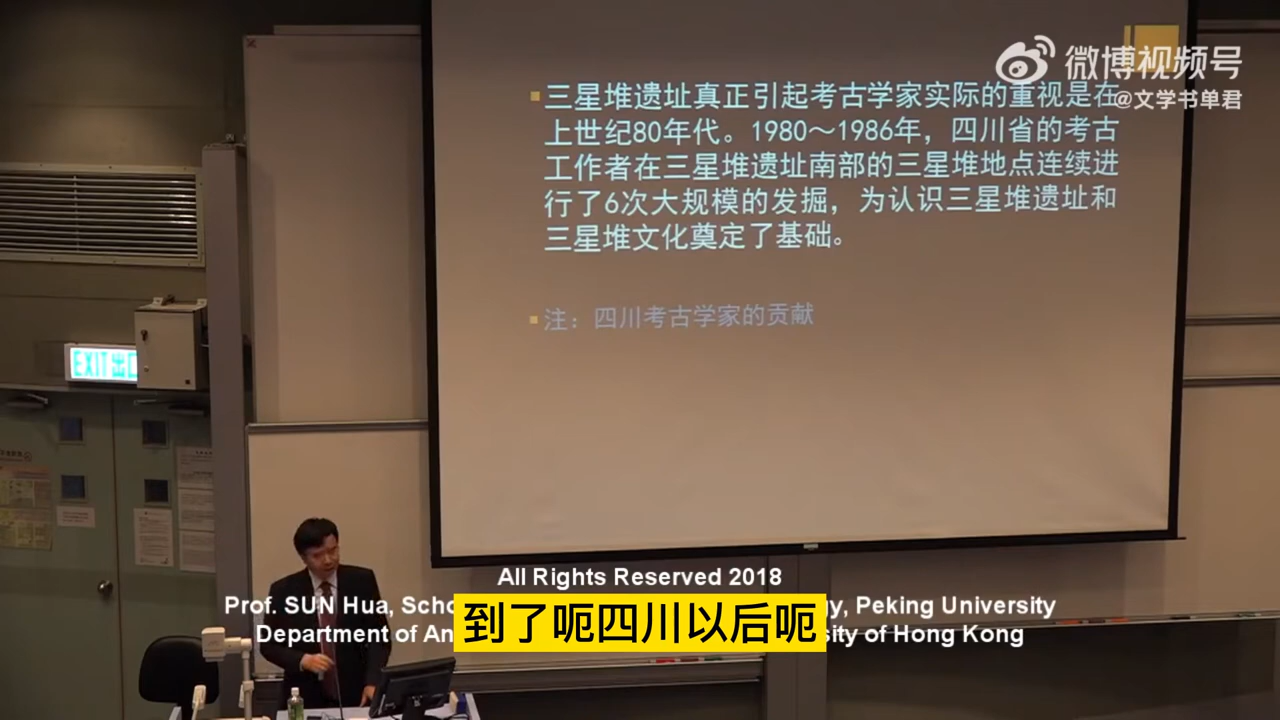 微博视频号
@文学书单君
三星堆遗址真正引起考古学家实际的重视是在
上世纪80年代。1980～1986年，四川省的考古
工作者在三星堆遗址南部的三星堆地点连续进
行了6次大规模的发掘，为认识三星堆遗址和
三星堆文化奠定了基础。
注：四川考古学家的贡献
EXIT 出口
All Rights Reserved 2018
Prof. SUN Hua, Peking University
Department of of Hong Kong
到了呃四川以后呃